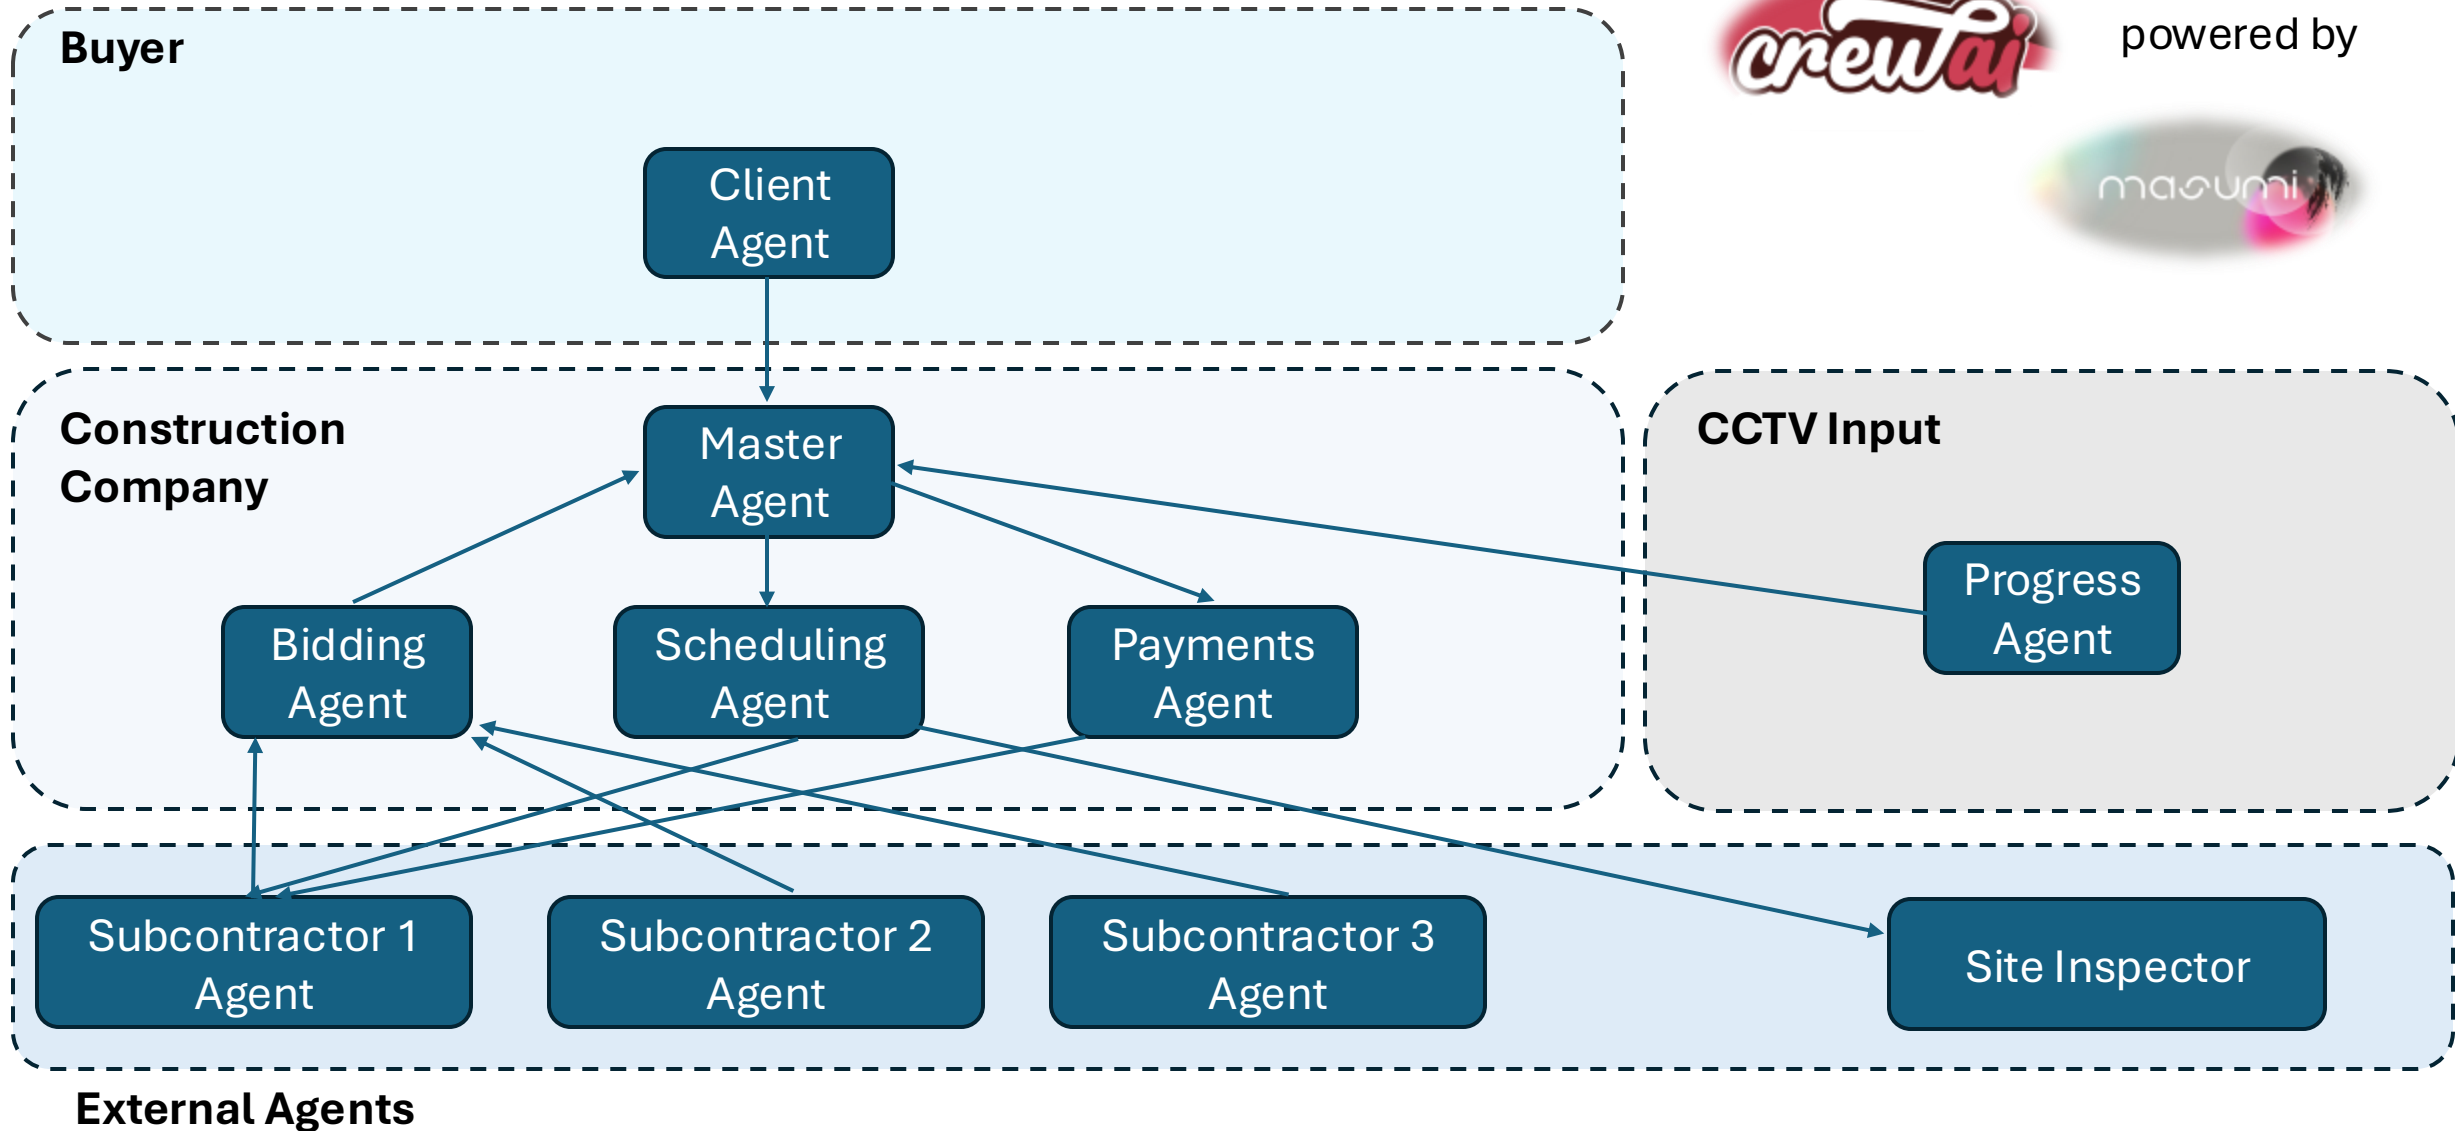 Buyer
crewai
powered by
masumi
Client
Agent
Construction
Company
Master
Agent
CCTV Input
Progress
Agent
Bidding
Agent
Scheduling
Agent
Payments
Agent
Subcontractor 1
Agent
Subcontractor 2
Agent
Subcontractor 3
Agent
Site Inspector
External Agents